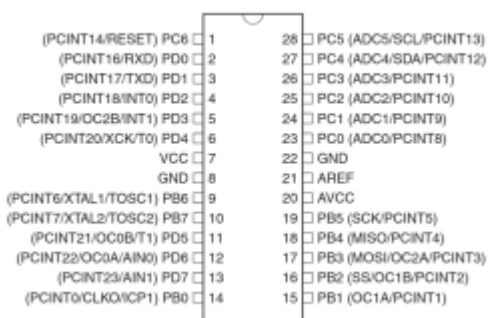 (PCINT14/RESET) PC6 1
(PCINT16/RXD) PD0 2
(PCINT17/TXD) PD1 3
(PCINT18/INT0) PD2 4
(PCINT19/OC2B/INT1) PD3 5
(PCINT20/XCK/T0) PD4 6
VCC 7
GND 8
(PCINT6/XTAL1/TOSC1) PB6 9
(PCINT7/XTAL2/TOSC2) PB7 10
(PCINT21/OC0B/T1) PD5 11
(PCINT22/OC0A/AIN0) PD6 12
(PCINT23/AIN1) PD7 13
(PCINT0/CLKO/ICP1) PB0 14
28 PC5 (ADC5/SCL/PCINT13)
27 PC4 (ADC4/SDA/PCINT12)
26 PC3 (ADC3/PCINT11)
25 PC2 (ADC2/PCINT10)
24 PC1 (ADC1/PCINT9)
23 PC0 (ADC0/PCINT8)
22 GND
21 AREF
20 AVCC
19 PB5 (SCK/PCINT5)
18 PB4 (MISO/PCINT4)
17 PB3 (MOSI/OC2A/PCINT3)
16 PB2 (SS/OC1B/PCINT2)
15 PB1 (OC1A/PCINT1)